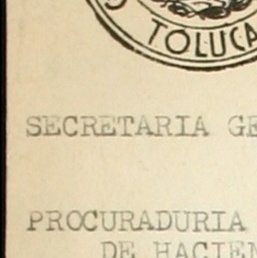 TOLUCA
SECRETARIA GE
PROCURADURIA
DE HACIEN